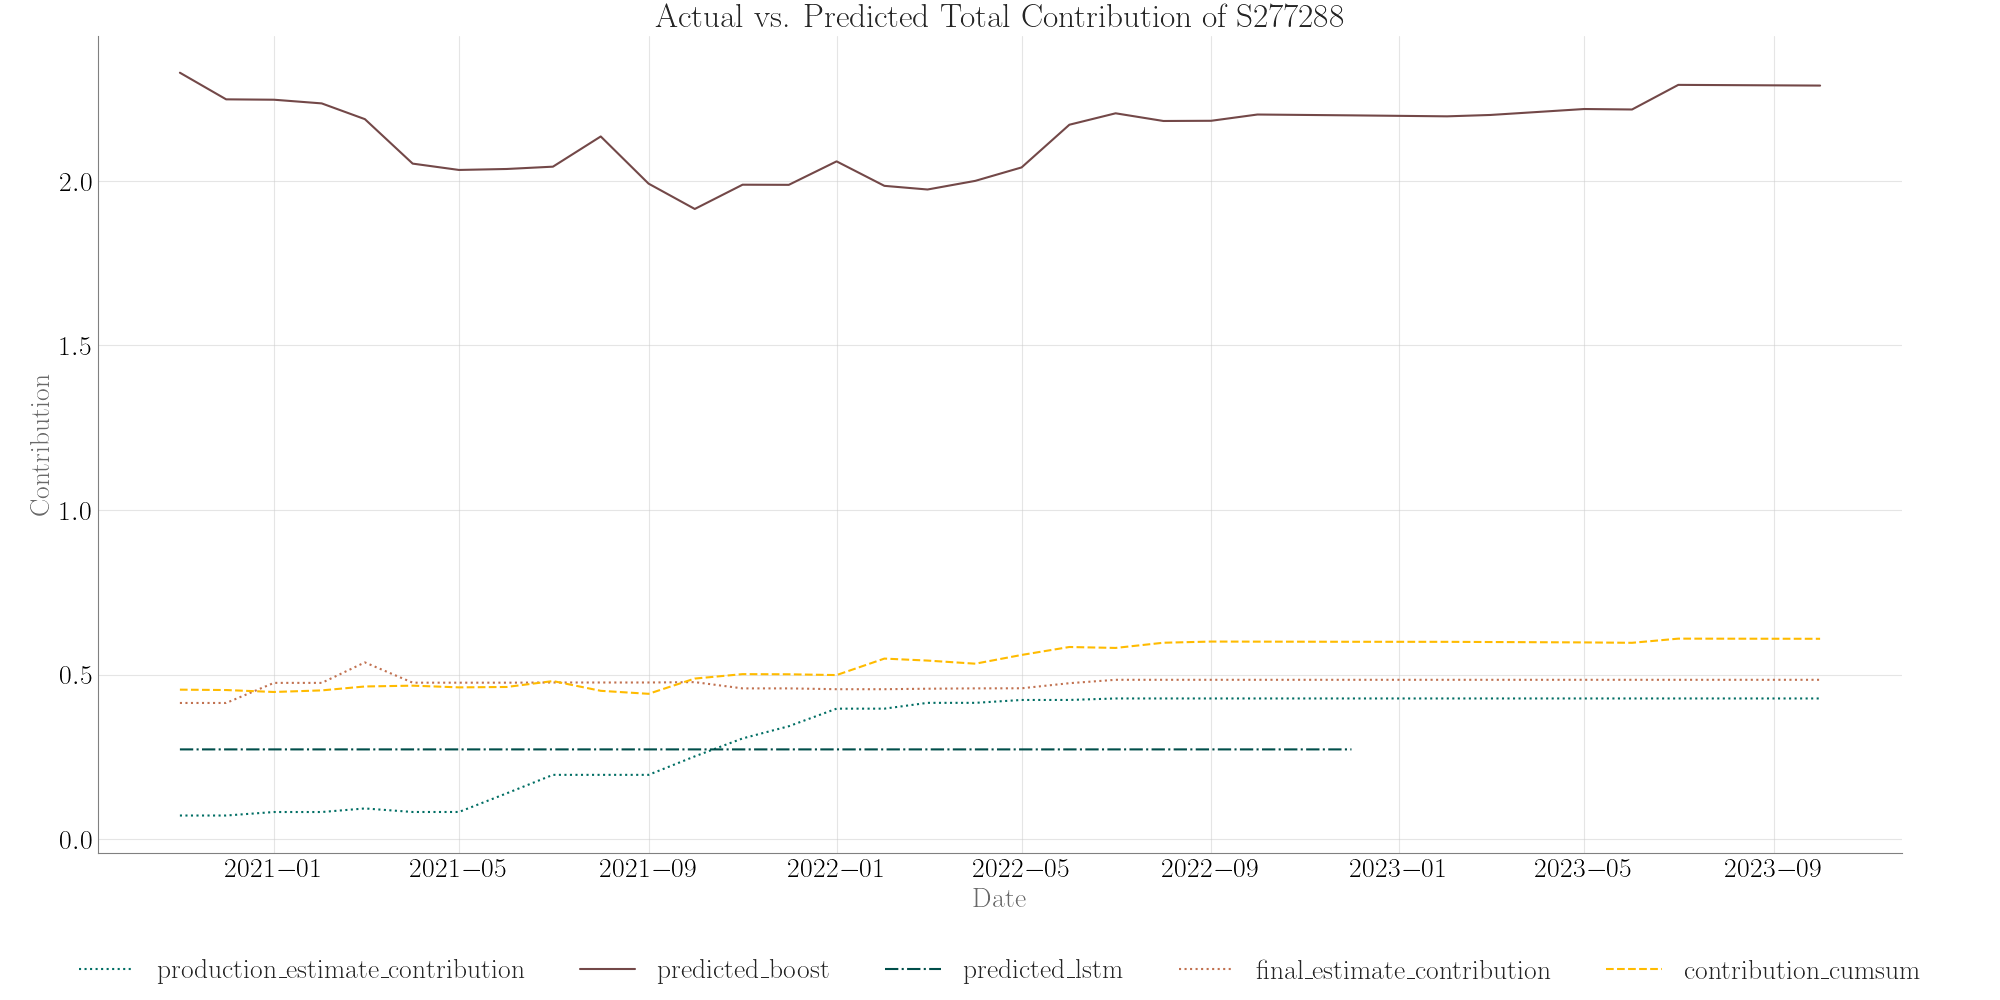 Actual vs. Predicted Total Contribution of S277288
Contribution
2.0
1.5
1.0
0.5
0.0
2021−01 2021−05 2021−09 2022−01 2022−05 2022−09 2023−01 2023−05 2023−09
Date
production_estimate_contribution predicted_boost predicted_lstm final_estimate_contribution contribution_cumsum